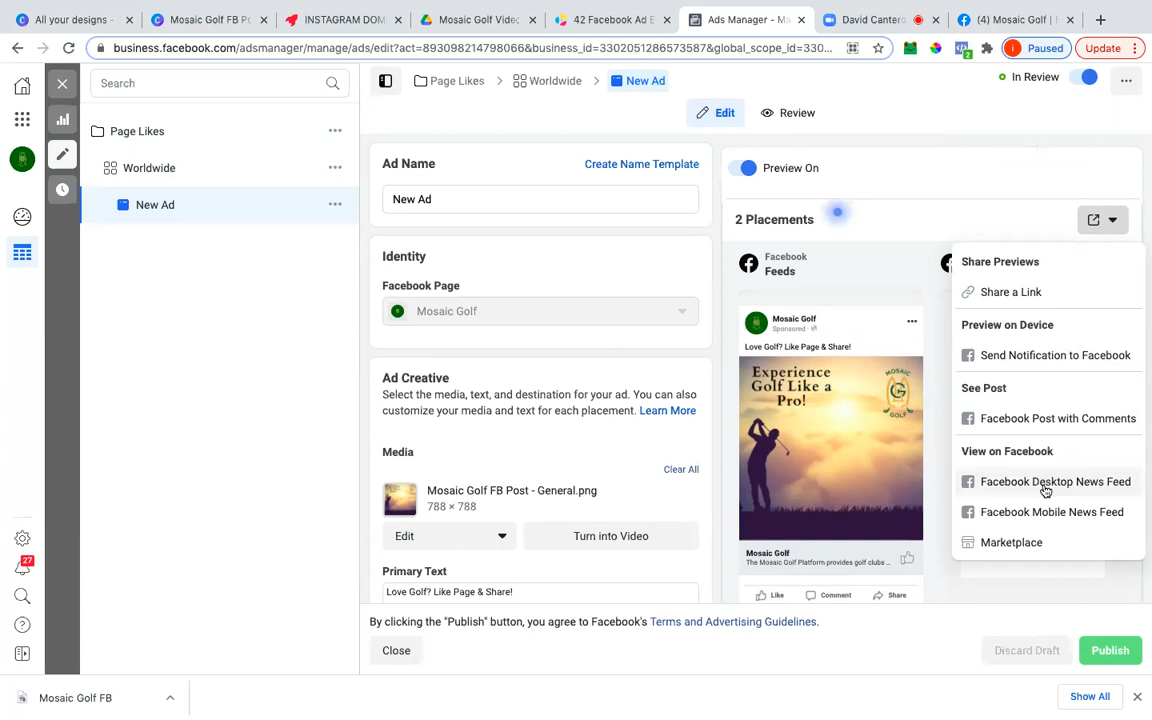 All your designs -
Mosaic Golf FB Po
INSTAGRAM DOM
Mosaic Golf Video
42 Facebook Ad E
Ads Manager - Ma
David Cantero
(4) Mosaic Golf | F
business.facebook.com/adsmanager/manage/ads/edit?act=893098214798066&business_id=3302051286573587&global_scope_id=330...
2
Paused
Update
Search
Page Likes
Worldwide
New Ad
In Review
Edit
Review
Page Likes
Worldwide
New Ad
27
Ad Name
Create Name Template
New Ad
Identity
Facebook Page
Mosaic Golf
Ad Creative
Select the media, text, and destination for your ad. You can also
customize your media and text for each placement. Learn More
Media
Clear All
Mosaic Golf FB Post - General.png
788 × 788
Edit
Turn into Video
Primary Text
Love Golf? Like Page & Share!
Preview On
2 Placements
Facebook
Feeds
Mosaic Golf
Sponsored
Love Golf? Like Page & Share!
Experience
Golf Like a
Pro!
MOSAIC
G
GOLF
Mosaic Golf
The Mosaic Golf Platform provides golf clubs ...
Like
Comment
Share
Share Previews
Share a Link
Preview on Device
Send Notification to Facebook
See Post
Facebook Post with Comments
View on Facebook
Facebook Desktop News Feed
Facebook Mobile News Feed
Marketplace
By clicking the "Publish" button, you agree to Facebook's Terms and Advertising Guidelines.
Close
Discard Draft
Publish
Mosaic Golf FB
Show All